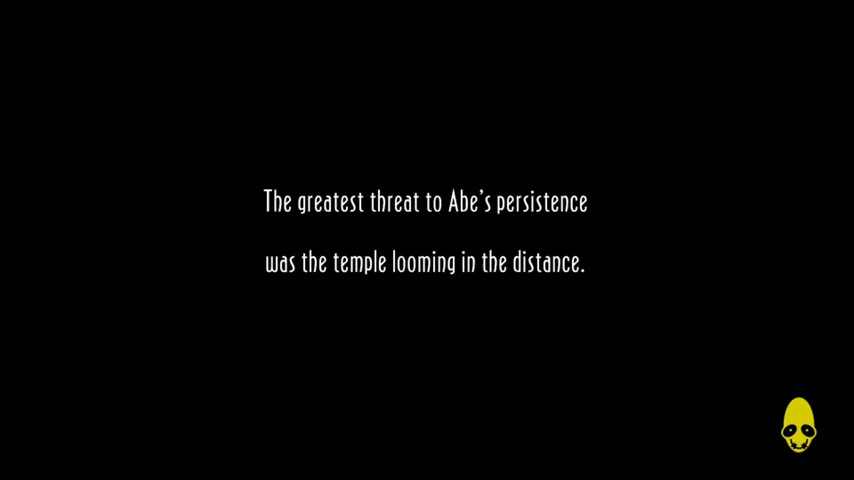 The greatest threat to Abe's persistence
was the temple looming in the distance.